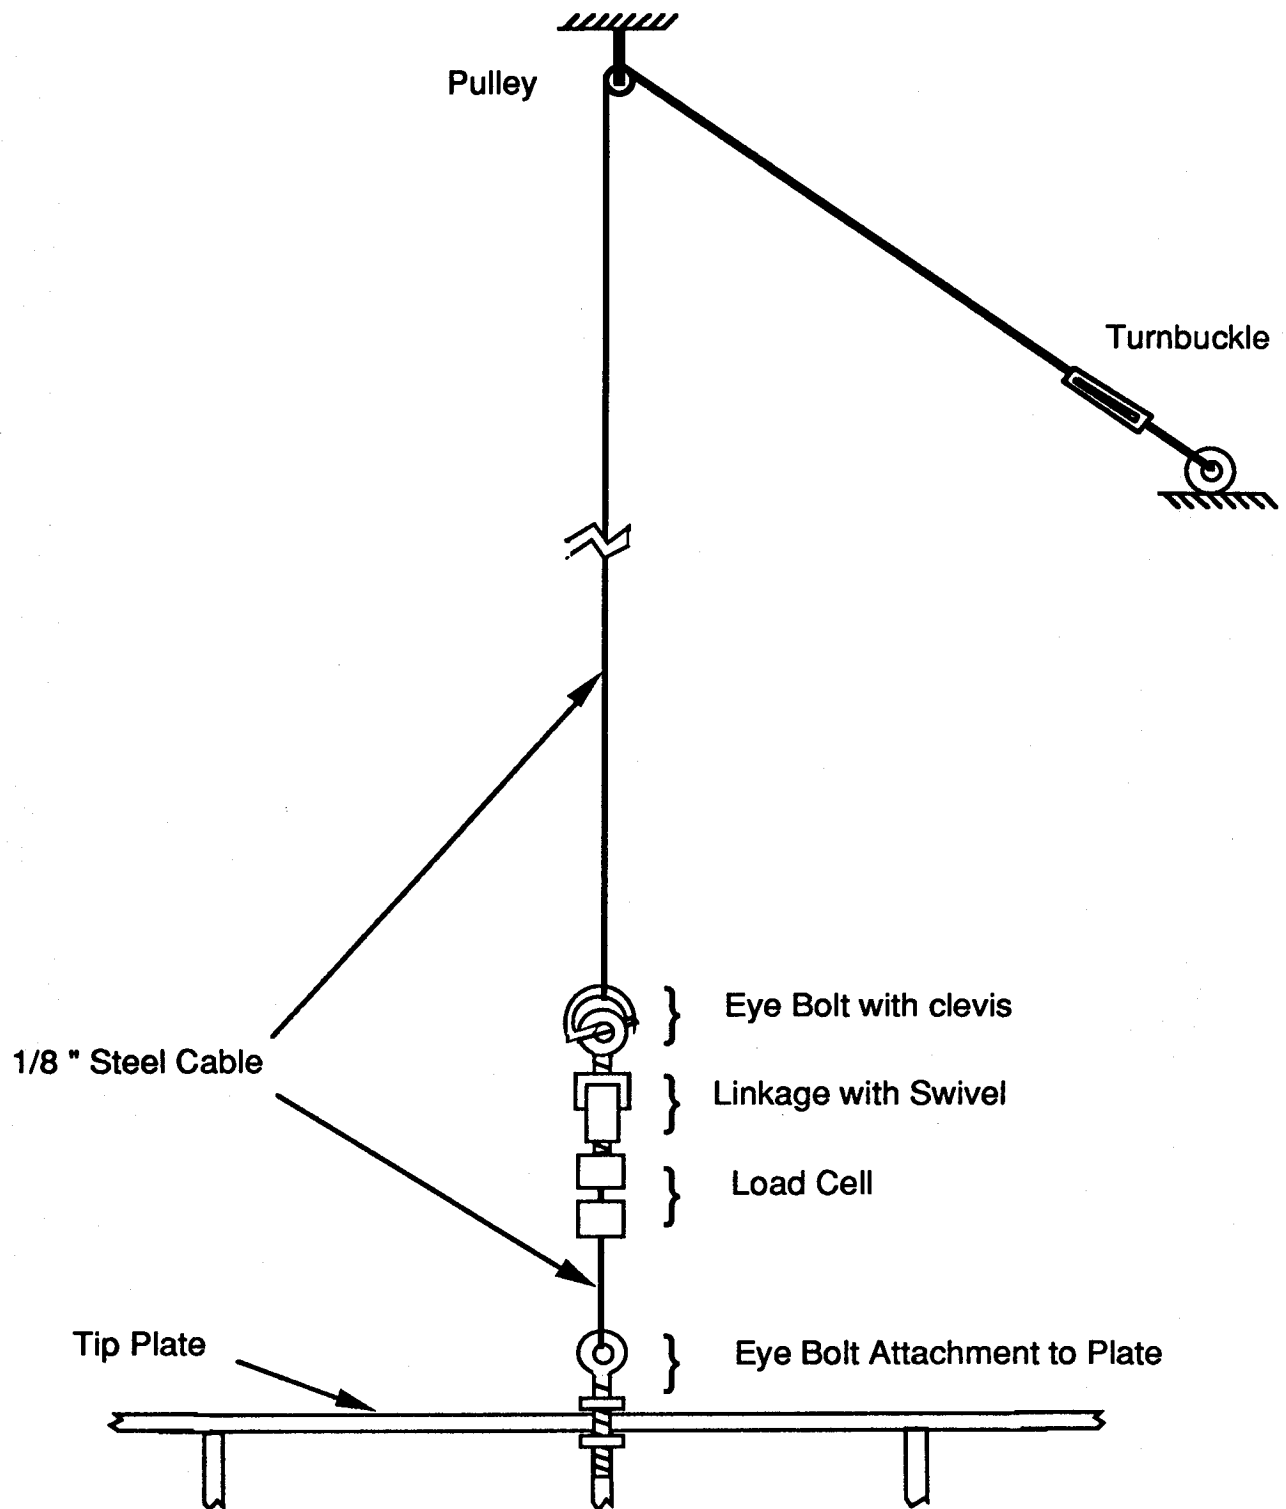 Pulley
Turnbuckle
Eye Bolt with clevis
1/8 " Steel Cable
Linkage with Swivel
Load Cell
Tip Plate
Eye Bolt Attachment to Plate